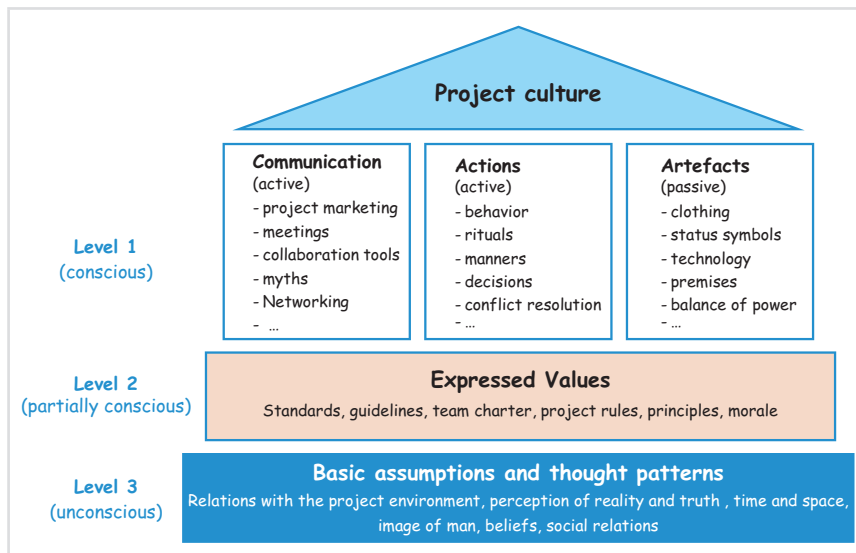 Project culture
Level 1
(conscious)
Communication
(active)
- project marketing
- meetings
- collaboration tools
- myths
- Networking
- ...
Actions
(active)
- behavior
- rituals
- manners
- decisions
- conflict resolution
- ...
Artefacts
(passive)
- clothing
- status symbols
- technology
- premises
- balance of power
- ...
Level 2
(partially conscious)
Expressed Values
Standards, guidelines, team charter, project rules, principles, morale
Level 3
(unconscious)
Basic assumptions and thought patterns
Relations with the project environment, perception of reality and truth , time and space,
image of man, beliefs, social relations